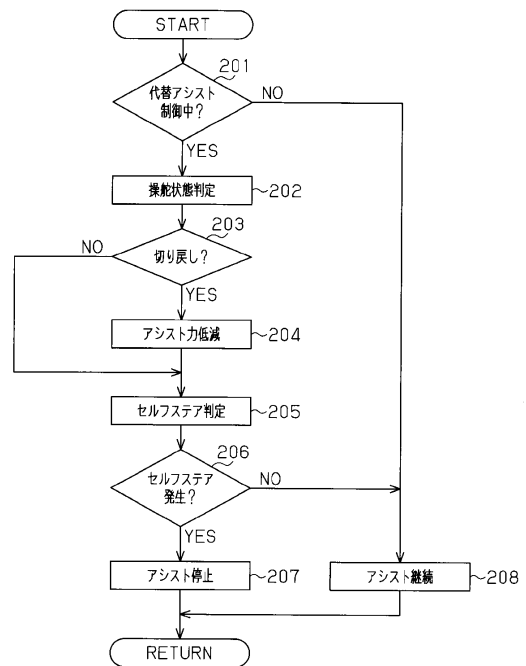 START
201
代替アシスト
制御中?
NO
YES
操舵状態判定
202
203
NO
切り戻し?
YES
アシスト力低減
204
セルフステア判定
205
206
セルフステア
発生?
NO
YES
アシスト停止
207
アシスト継続
208
RETURN